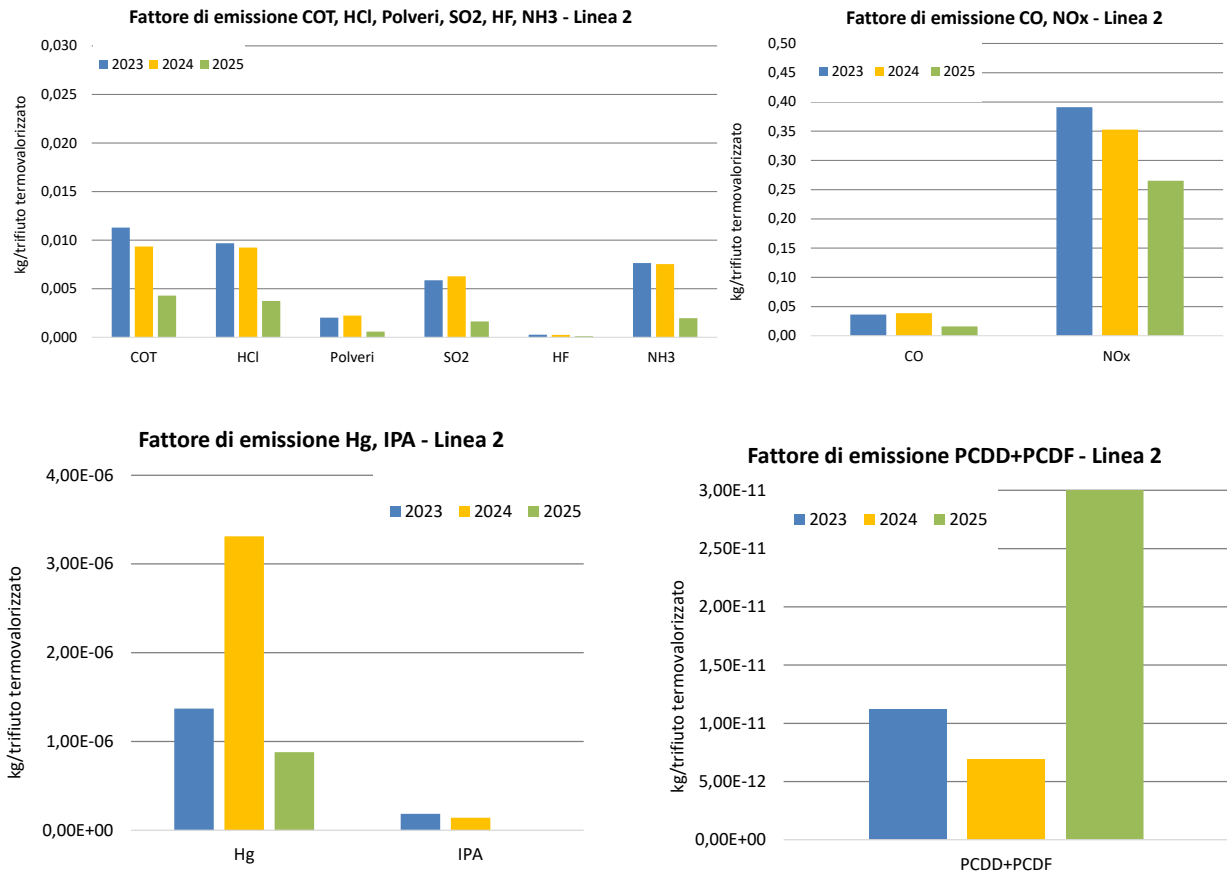 Fattore di emissione COT, HCl, Polveri, SO2, HF, NH3 - Linea 2
kg/trifiuto termovalorizzato
0,030
0,025
0,020
0,015
0,010
0,005
0,000
2023 2024 2025
COT HCl Polveri SO2 HF NH3
Fattore di emissione CO, NOx - Linea 2
kg/trifiuto termovalorizzato
0,50
0,45
0,40
0,35
0,30
0,25
0,20
0,15
0,10
0,05
0,00
2023 2024 2025
CO NOx
Fattore di emissione Hg, IPA - Linea 2
kg/trifiuto termovalorizzato
4,00E-06
3,00E-06
2,00E-06
1,00E-06
0,00E+00
2023 2024 2025
Hg IPA
Fattore di emissione PCDD+PCDF - Linea 2
kg/trifiuto termovalorizzato
3,00E-11
2,50E-11
2,00E-11
1,50E-11
1,00E-11
5,00E-12
0,00E+00
2023 2024 2025
PCDD+PCDF